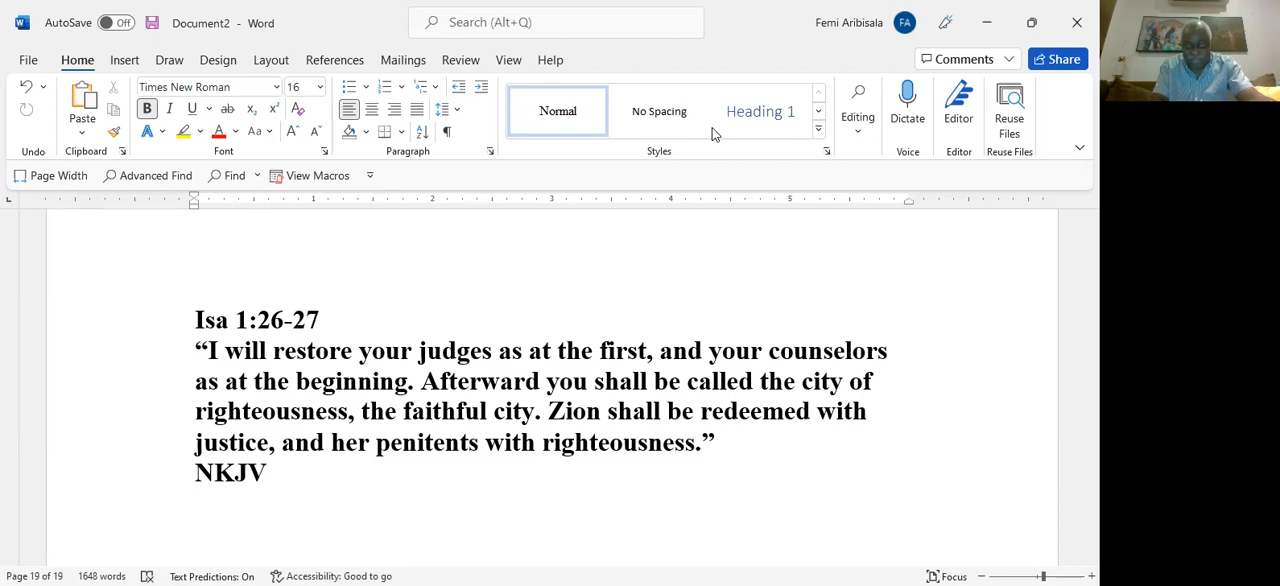 AutoSave Off Document2 - Word Search (Alt+Q) Femi Aribisala FA
File Home Insert Draw Design Layout References Mailings Review View Help Comments Share
Times New Roman 16
Paste
Normal No Spacing Heading 1
Editing Dictate Editor Reuse Files
Undo Clipboard Font Paragraph Styles Voice Editor Reuse Files
Page Width Advanced Find Find View Macros
1 2 3 4 5
Isa 1:26-27
“I will restore your judges as at the first, and your counselors
as at the beginning. Afterward you shall be called the city of
righteousness, the faithful city. Zion shall be redeemed with
justice, and her penitents with righteousness.”
NKJV
Page 19 of 19 1648 words Text Predictions: On Accessibility: Good to go Focus